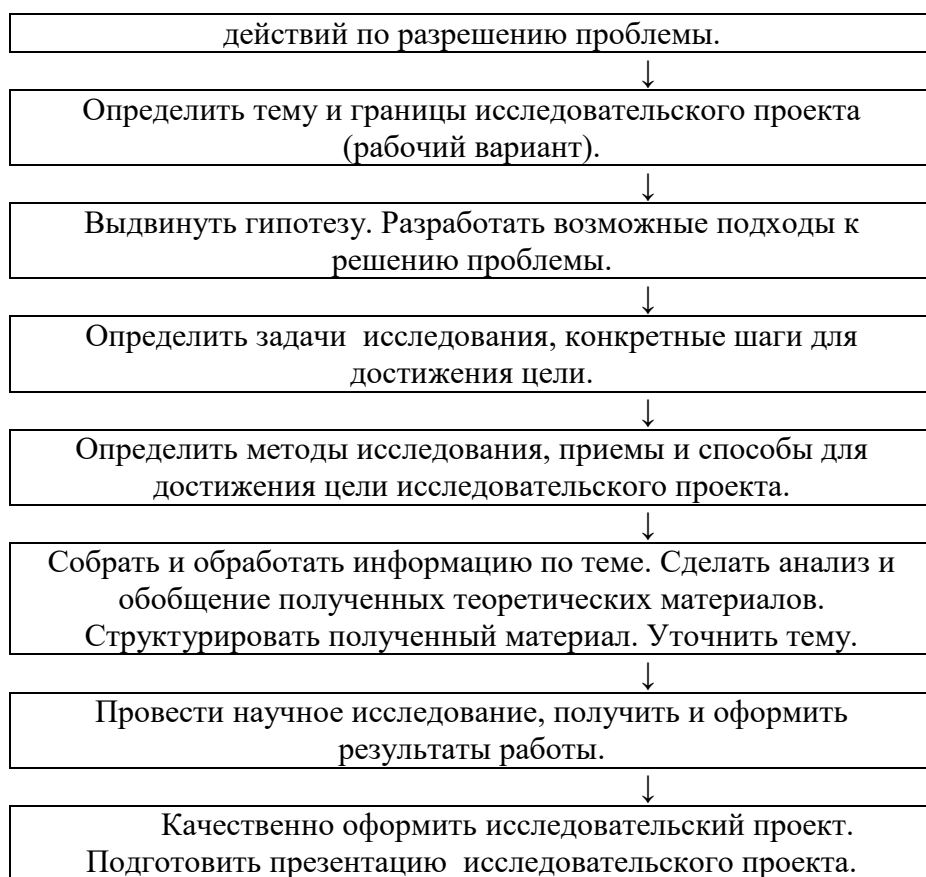 действий по разрешению проблемы.
↓
Определить тему и границы исследовательского проекта
(рабочий вариант).
↓
Выдвинуть гипотезу. Разработать возможные подходы к
решению проблемы.
↓
Определить задачи  исследования, конкретные шаги для
достижения цели.
↓
Определить методы исследования, приемы и способы для
достижения цели исследовательского проекта.
↓
Собрать и обработать информацию по теме. Сделать анализ и
обобщение полученных теоретических материалов.
Структурировать полученный материал. Уточнить тему.
↓
Провести научное исследование, получить и оформить
результаты работы.
↓
Качественно оформить исследовательский проект.
Подготовить презентацию  исследовательского проекта.